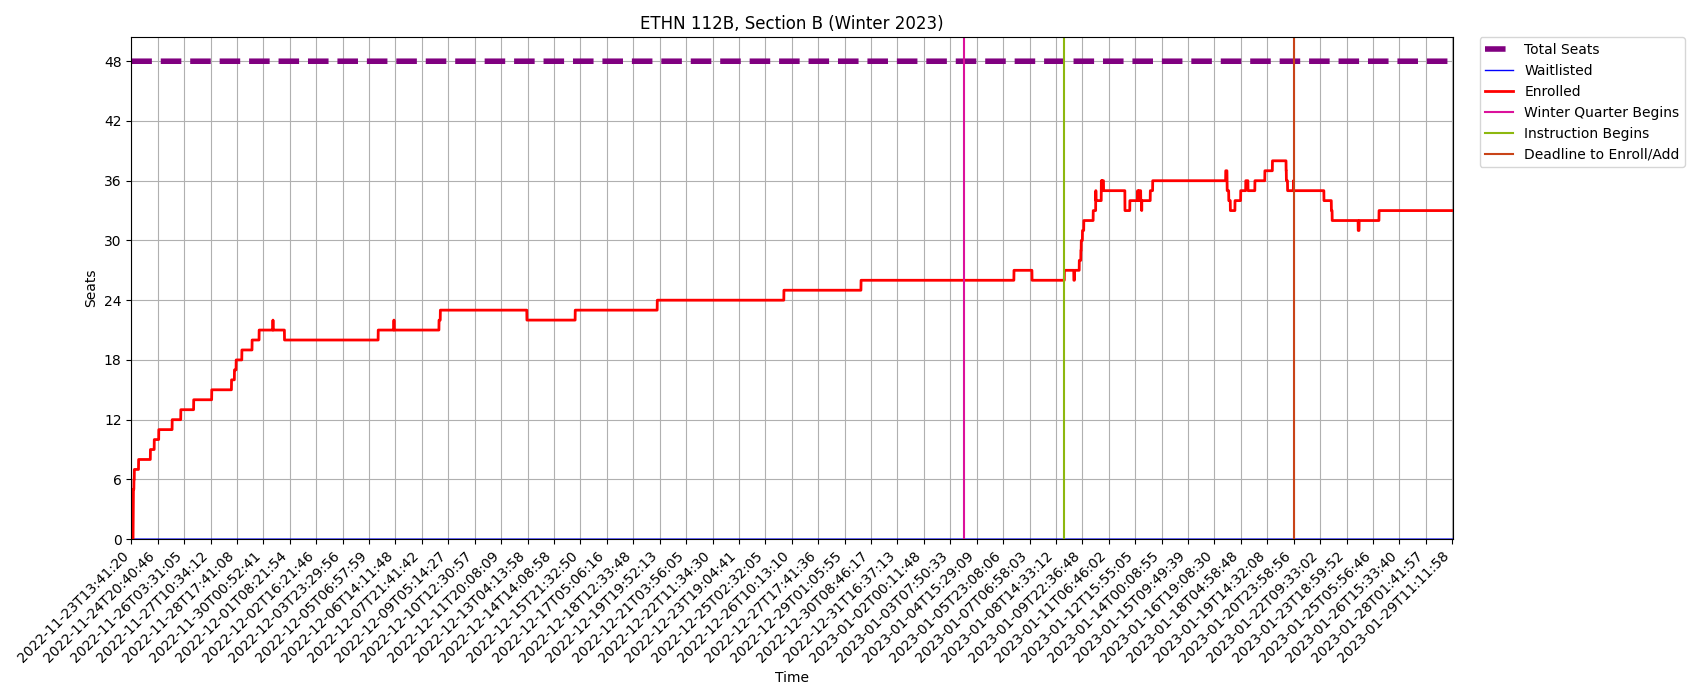 ETHN 112B, Section B (Winter 2023)
Total Seats
Waitlisted
Enrolled
Winter Quarter Begins
Instruction Begins
Deadline to Enroll/Add
Seats
48
42
36
30
24
18
12
6
0
2022-11-23T13:41:20
2022-11-24T20:40:46
2022-11-26T03:31:05
2022-11-27T10:34:12
2022-11-28T17:41:08
2022-11-30T00:52:41
2022-12-01T08:21:54
2022-12-02T16:21:46
2022-12-03T23:29:56
2022-12-05T06:57:59
2022-12-06T14:11:48
2022-12-07T21:41:42
2022-12-09T05:14:27
2022-12-10T12:30:57
2022-12-11T20:08:09
2022-12-13T04:13:58
2022-12-14T14:08:58
2022-12-15T21:32:50
2022-12-17T05:06:16
2022-12-18T12:33:48
2022-12-19T19:52:13
2022-12-21T03:56:05
2022-12-22T11:34:30
2022-12-23T19:04:41
2022-12-25T02:32:05
2022-12-26T10:13:10
2022-12-27T17:41:36
2022-12-29T01:05:55
2022-12-30T08:46:17
2022-12-31T16:37:13
2023-01-02T00:11:48
2023-01-03T07:50:33
2023-01-04T15:29:09
2023-01-05T23:08:06
2023-01-07T06:58:03
2023-01-08T14:33:12
2023-01-09T22:36:48
2023-01-11T06:46:02
2023-01-12T15:55:05
2023-01-14T00:08:55
2023-01-15T09:49:39
2023-01-16T19:08:30
2023-01-18T04:58:48
2023-01-19T14:32:08
2023-01-20T23:58:56
2023-01-22T09:33:02
2023-01-23T18:59:52
2023-01-25T05:56:46
2023-01-26T15:33:40
2023-01-28T01:41:57
2023-01-29T11:11:58
Time